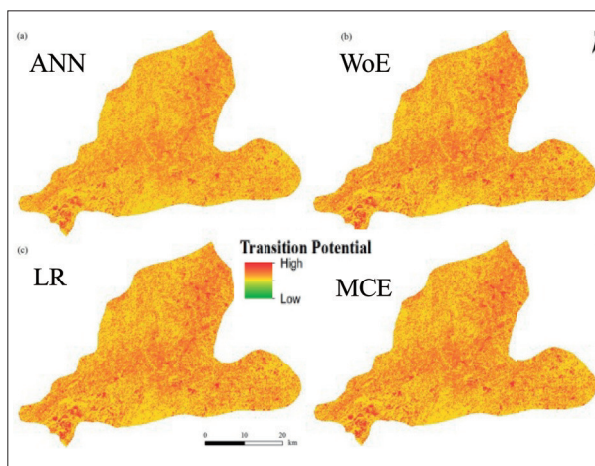 (a)
ANN
(b)
WoE
(c)
LR
Transition Potential
High
Low
MCE
0 10 20
km